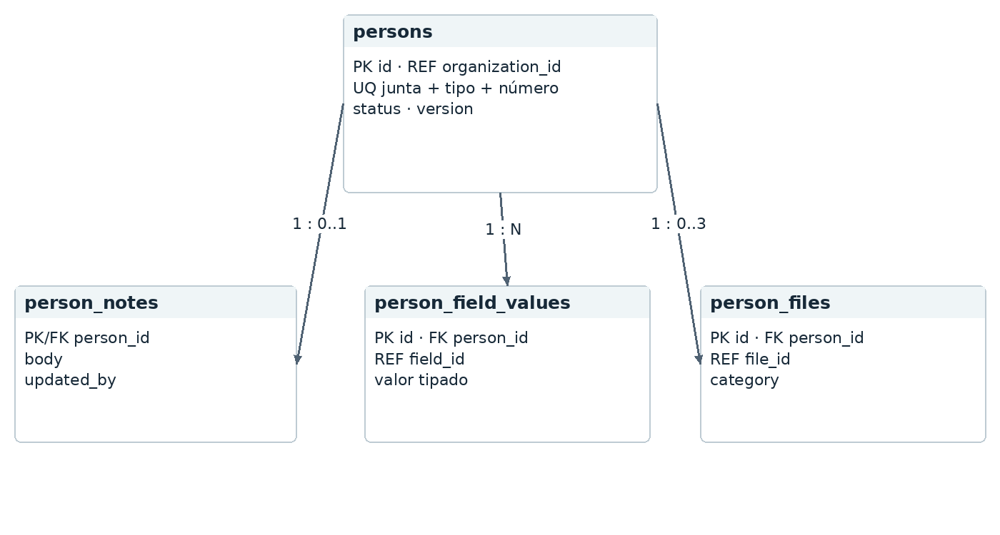 persons
PK id · REF organization_id
UQ junta + tipo + número
status · version
1 : 0..1
1 : N
1 : 0..3
person_notes
PK/FK person_id
body
updated_by
person_field_values
PK id · FK person_id
REF field_id
valor tipado
person_files
PK id · FK person_id
REF file_id
category